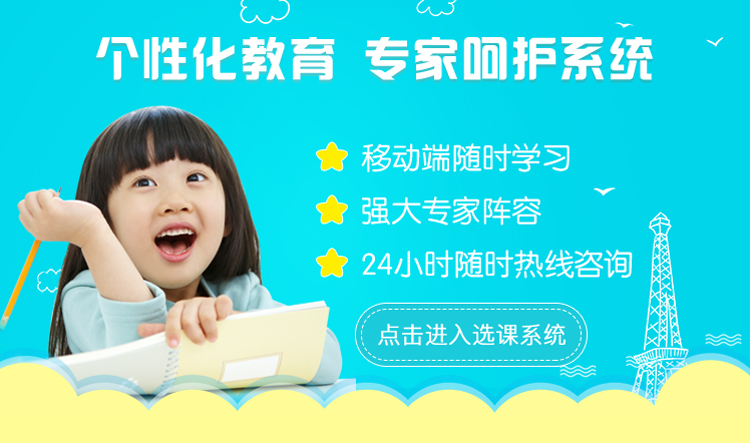 个性化教育 专家呵护系统
移动端随时学习
强大专家阵容
24小时随时热线咨询
点击进入选课系统